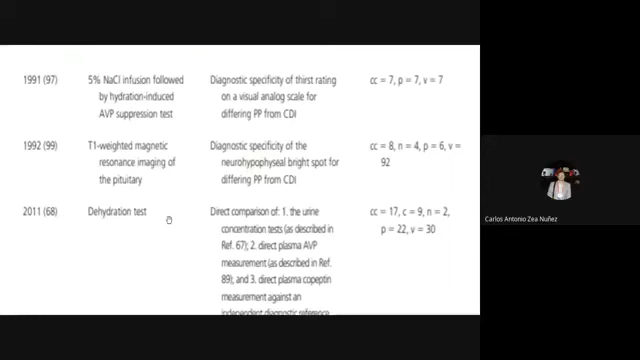 1991 (97) 5% NaCl infusion followed Diagnostic specificity of thirst rating cc = 7, p = 7, v = 7
by hydration-induced on a visual analog scale for
AVP suppression test differing PP from CDI
1992 (99) T1-weighted magnetic Diagnostic specificity of the cc = 8, n = 4, p = 6, v =
resonance imaging of neurohypophyseal bright spot for 92
the pituitary differing PP from CDI
2011 (68) Dehydration test Direct comparison of: 1. the urine cc = 17, c = 9, n = 2,
concentration tests (as described in p = 22, v = 30
Ref. 67); 2. direct plasma AVP
measurement (as described in Ref.
89); and 3. direct plasma copeptin
measurement against an
independent diagnostic reference
Carlos Antonio Zea Nuñez